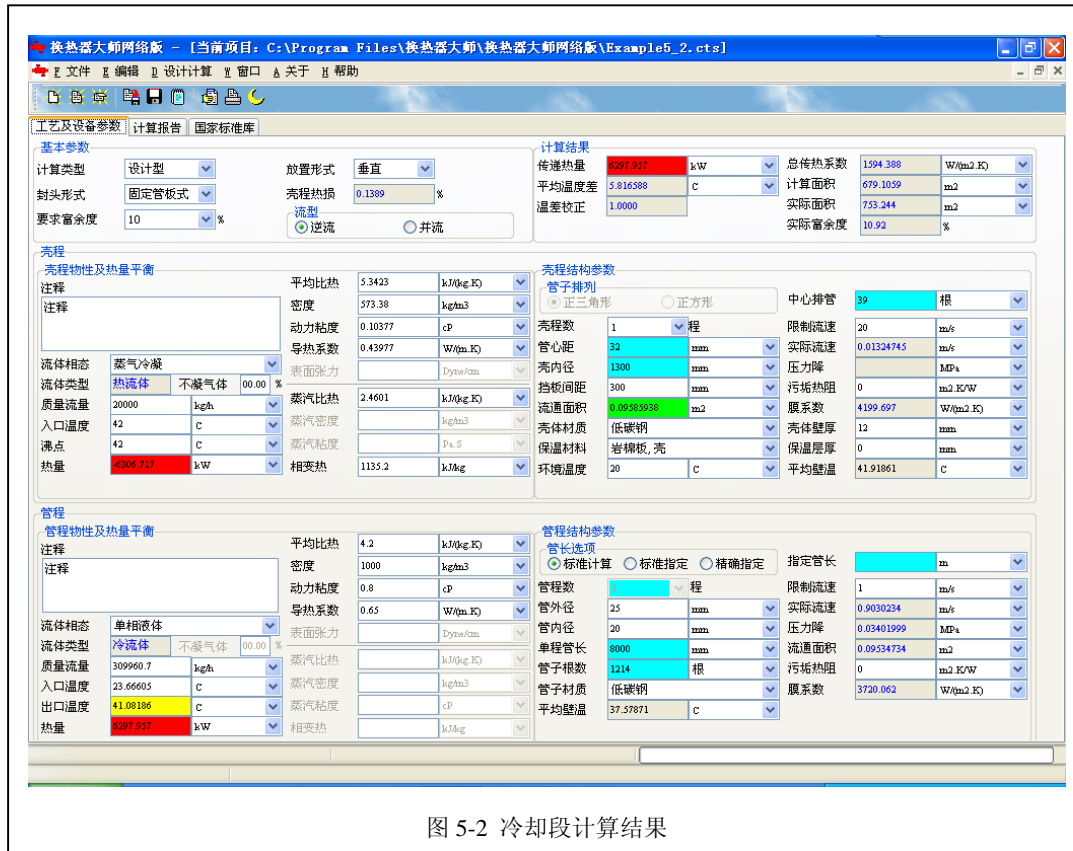 换热器大师网络版 - [当前项目: C:\Program Files\换热器大师\换热器大师网络版\Example5_2.cts]
F 文件 E 编辑 D 设计计算 W 窗口 A 关于 H 帮助
工艺及设备参数 计算报告 国家标准库
基本参数
计算类型 设计型 放置形式 垂直
封头形式 固定管板式 壳程热损 0.1389 %
要求富余度 10 % 流型
逆流 并流
计算结果
传递热量 6297.957 kW 总传热系数 1594.388 W/(m2.K)
平均温度差 5.816588 C 计算面积 679.1059 m2
温差校正 1.0000 实际面积 753.244 m2
实际富余度 10.92 %
壳程
壳程物性及热量平衡
注释
注释
流体相态 蒸气冷凝
流体类型 热流体 不凝气体 00.00 %
质量流量 20000 kg/h
入口温度 42 C
沸点 42 C
热量 -6306.717 kW
平均比热 5.3423 kJ/(kg.K)
密度 573.38 kg/m3
动力粘度 0.10377 cP
导热系数 0.43977 W/(m.K)
表面张力 Dyne/cm
蒸汽比热 2.4601 kJ/(kg.K)
蒸汽密度 kg/m3
蒸汽粘度 Pa.S
相变热 1135.2 kJ/kg
壳程结构参数
管子排列
正三角形 正方形
壳程数 1 程
管心距 32 mm
壳内径 1300 mm
挡板间距 300 mm
流通面积 0.09585938 m2
壳体材质 低碳钢
保温材料 岩棉板,壳
环境温度 20 C
中心排管 39 根
限制流速 20 m/s
实际流速 0.01324745 m/s
压力降 MPa
污垢热阻 0 m2.K/W
膜系数 4199.697 W/(m2.K)
壳体壁厚 12 mm
保温层厚 0 mm
平均壁温 41.91861 C
管程
管程物性及热量平衡
注释
注释
流体相态 单相液体
流体类型 冷流体 不凝气体 00.00 %
质量流量 309960.7 kg/h
入口温度 23.66605 C
出口温度 41.08186 C
热量 6297.957 kW
平均比热 4.2 kJ/(kg.K)
密度 1000 kg/m3
动力粘度 0.8 cP
导热系数 0.65 W/(m.K)
表面张力 Dyne/cm
蒸汽比热 kJ/(kg.K)
蒸汽密度 kg/m3
蒸汽粘度 cP
相变热 kJ/kg
管程结构参数
管长选项
标准计算 标准指定 精确指定
管程数 程
管外径 25 mm
管内径 20 mm
单程管长 8000 mm
管子根数 1214 根
管子材质 低碳钢
平均壁温 37.57871 C
指定管长 m
限制流速 1 m/s
实际流速 0.9030234 m/s
压力降 0.03401999 MPa
流通面积 0.09534734 m2
污垢热阻 0 m2.K/W
膜系数 3720.062 W/(m2.K)
图 5-2 冷却段计算结果